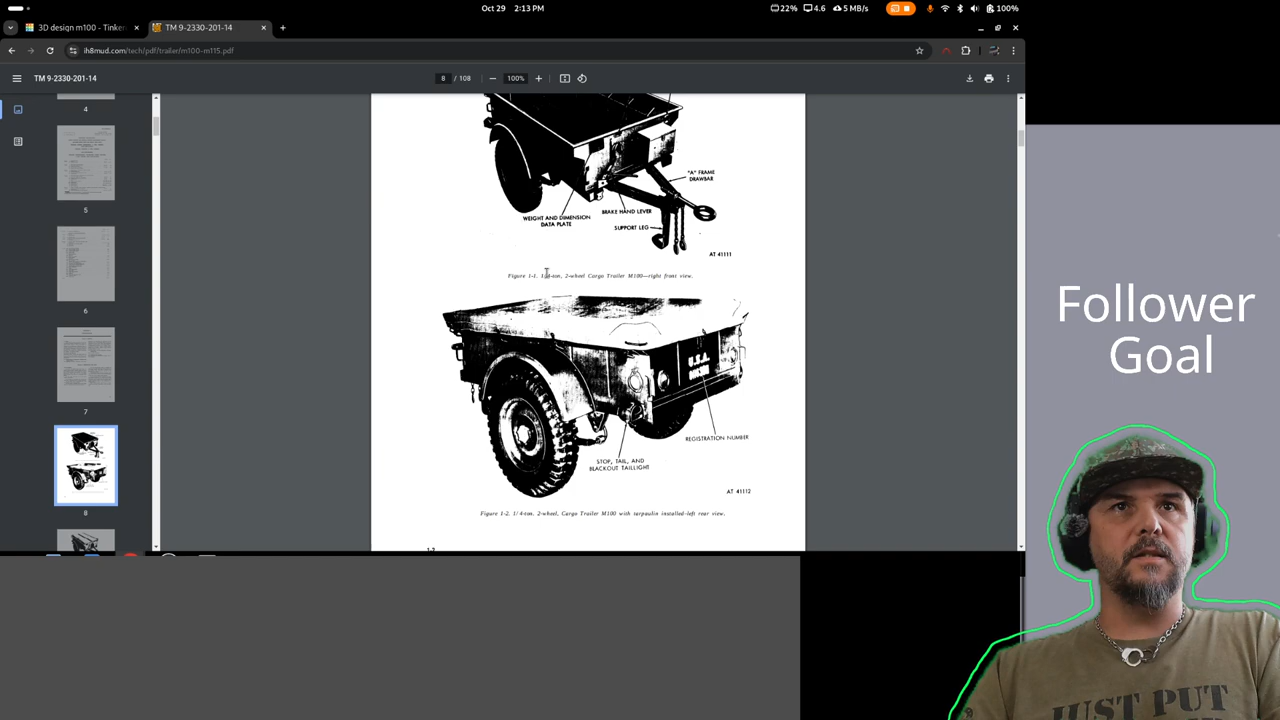 Oct 29 2:13 PM
22% 4.6 5 MB/s 100%
3D design m100 - Tinker
TM 9-2330-201-14
ih8mud.com/tech/pdf/trailer/m100-m115.pdf
TM 9-2330-201-14
8 / 108
100%
4
5
6
7
8
"A" FRAME
DRAWBAR
WEIGHT AND DIMENSION
DATA PLATE
BRAKE HAND LEVER
SUPPORT LEG
AT 41111
Figure 1-1. 1/4-ton, 2-wheel Cargo Trailer M100—right front view.
U.S.A.
REGISTRATION NUMBER
STOP, TAIL, AND
BLACKOUT TAILLIGHT
AT 41112
Figure 1-2. 1/4-ton. 2-wheel, Cargo Trailer M100 with tarpaulin installed-left rear view.
Follower
Goal
JUST PUT